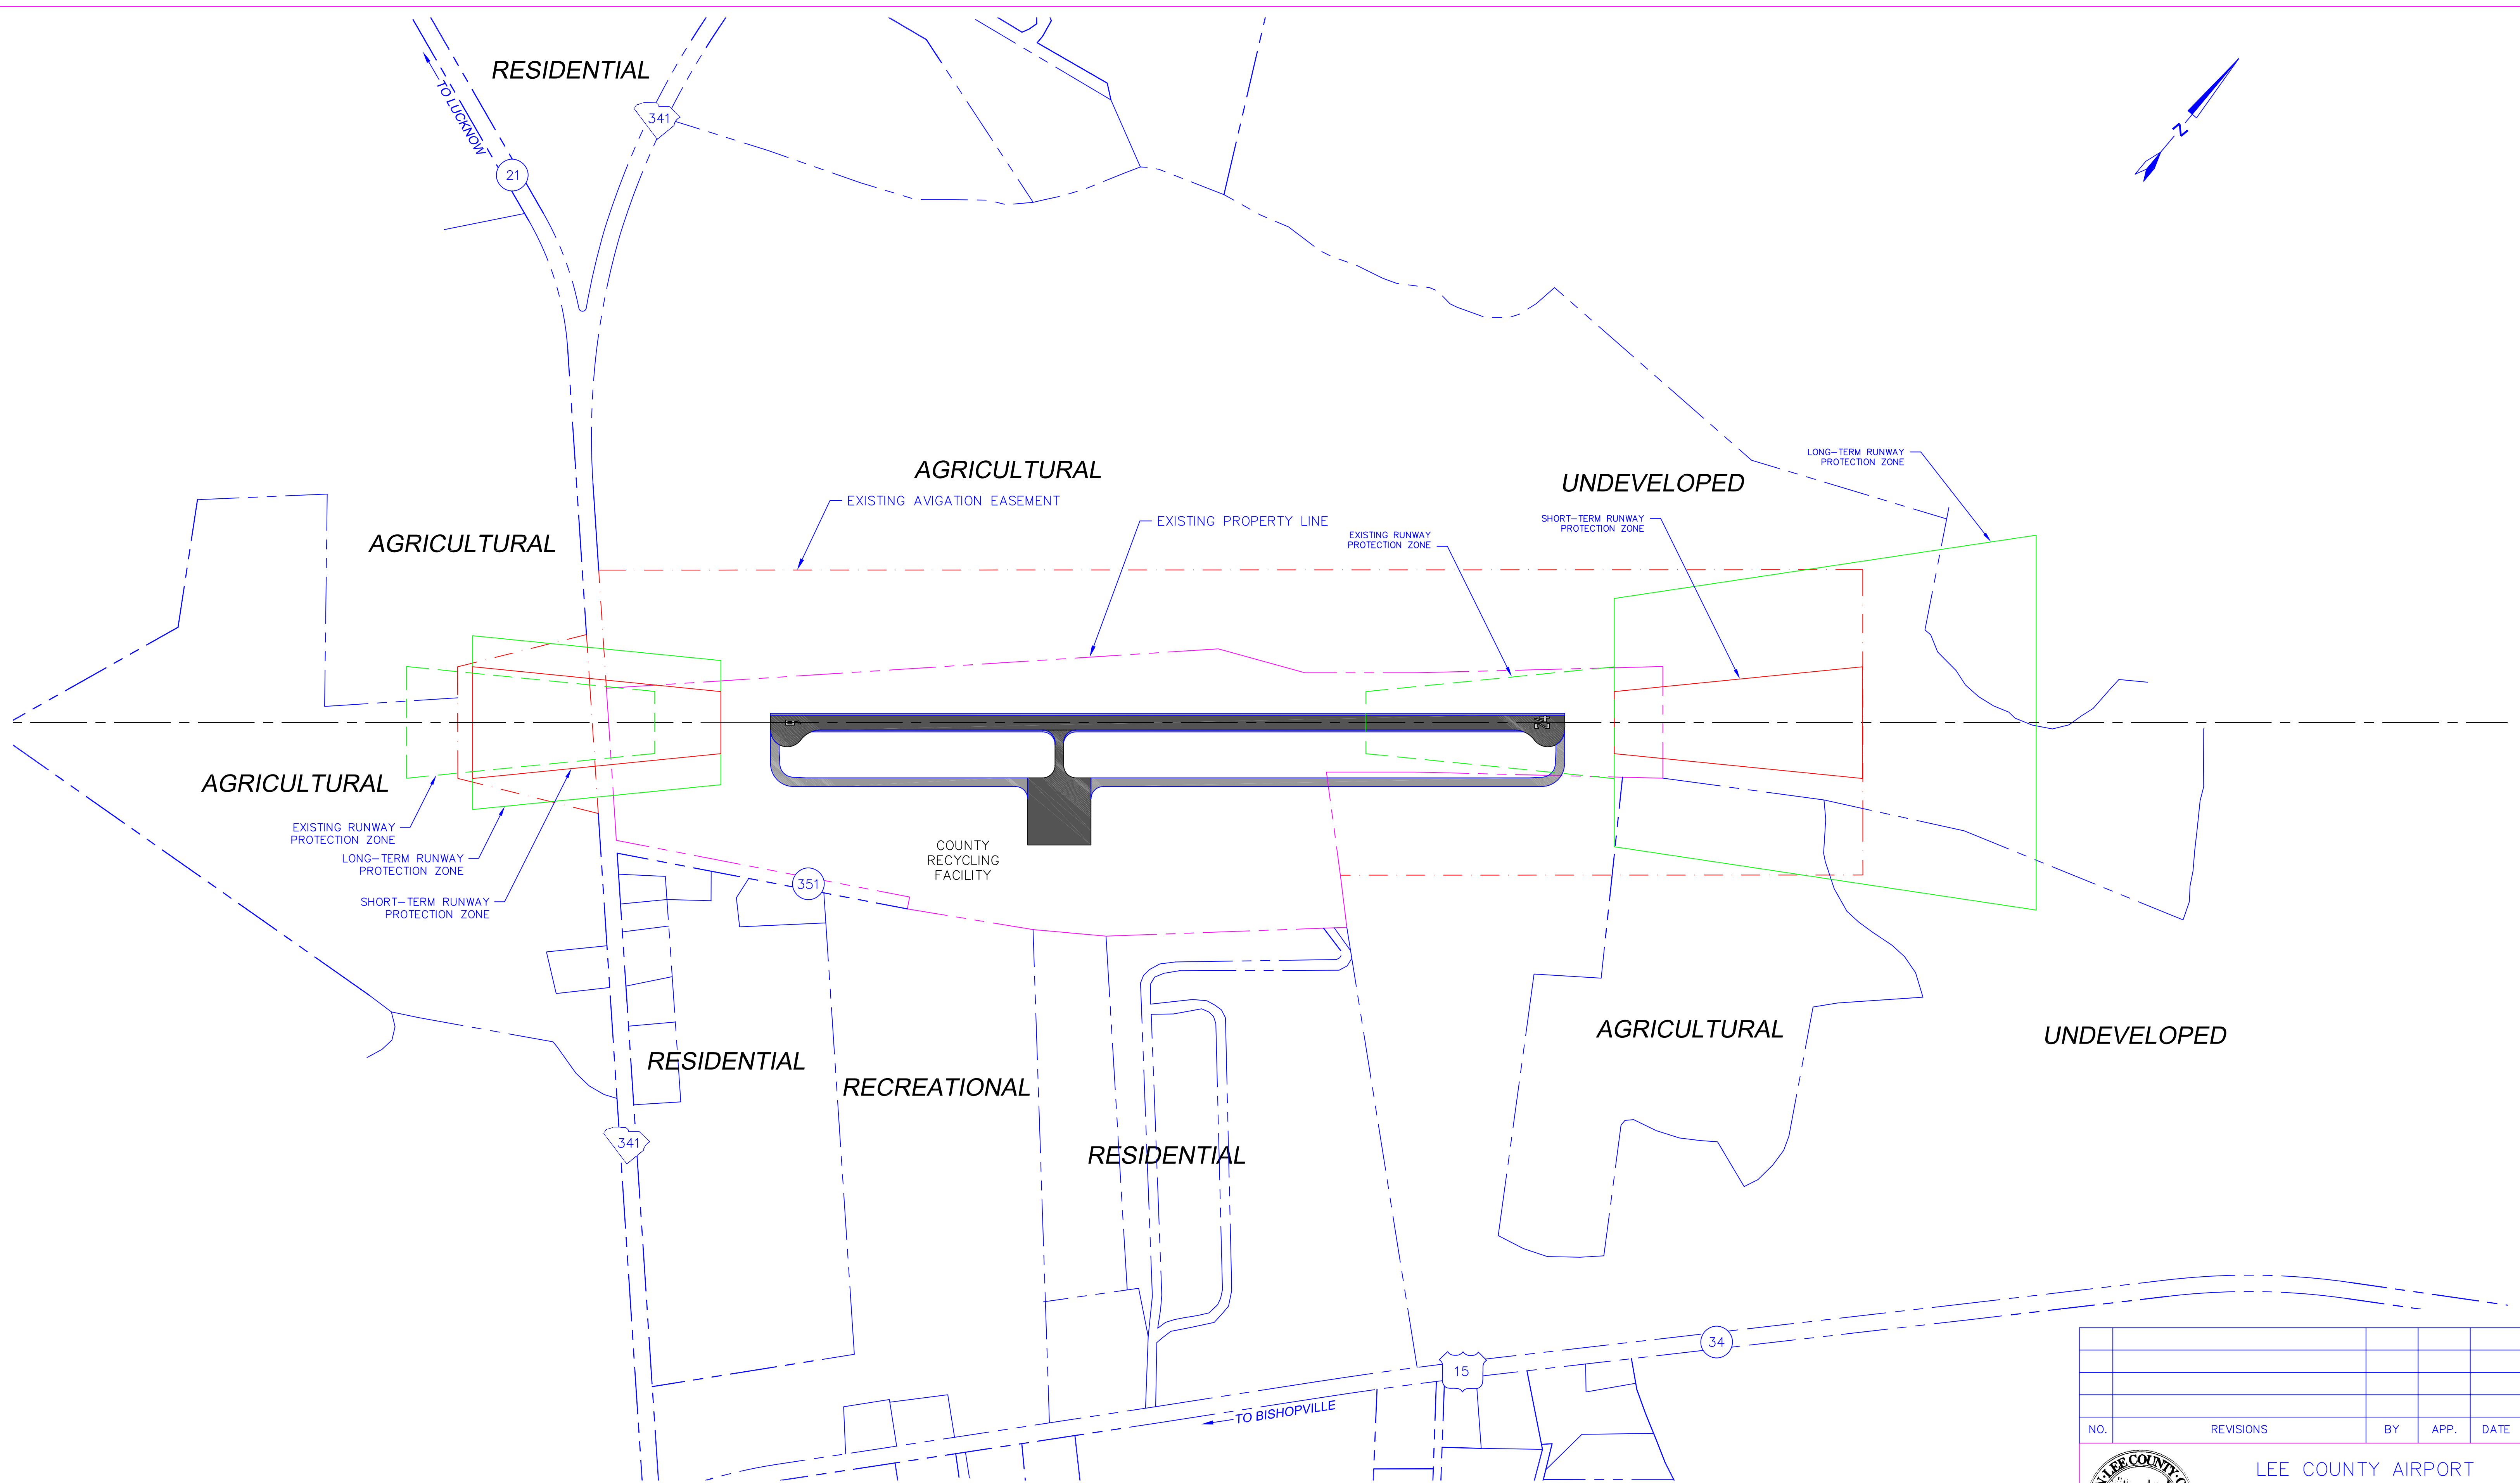 RESIDENTIAL
TO LUCKNOW
341
21
N
AGRICULTURAL
EXISTING AVIGATION EASEMENT
EXISTING PROPERTY LINE
EXISTING RUNWAY
PROTECTION ZONE
UNDEVELOPED
SHORT-TERM RUNWAY
PROTECTION ZONE
LONG-TERM RUNWAY
PROTECTION ZONE
AGRICULTURAL
24
AGRICULTURAL
EXISTING RUNWAY
PROTECTION ZONE
LONG-TERM RUNWAY
PROTECTION ZONE
SHORT-TERM RUNWAY
PROTECTION ZONE
COUNTY
RECYCLING
FACILITY
351
RESIDENTIAL
RECREATIONAL
341
RESIDENTIAL
AGRICULTURAL
UNDEVELOPED
34
15
TO BISHOPVILLE
NO. REVISIONS BY APP. DATE
LEE COUNTY
LEE COUNTY AIRPORT